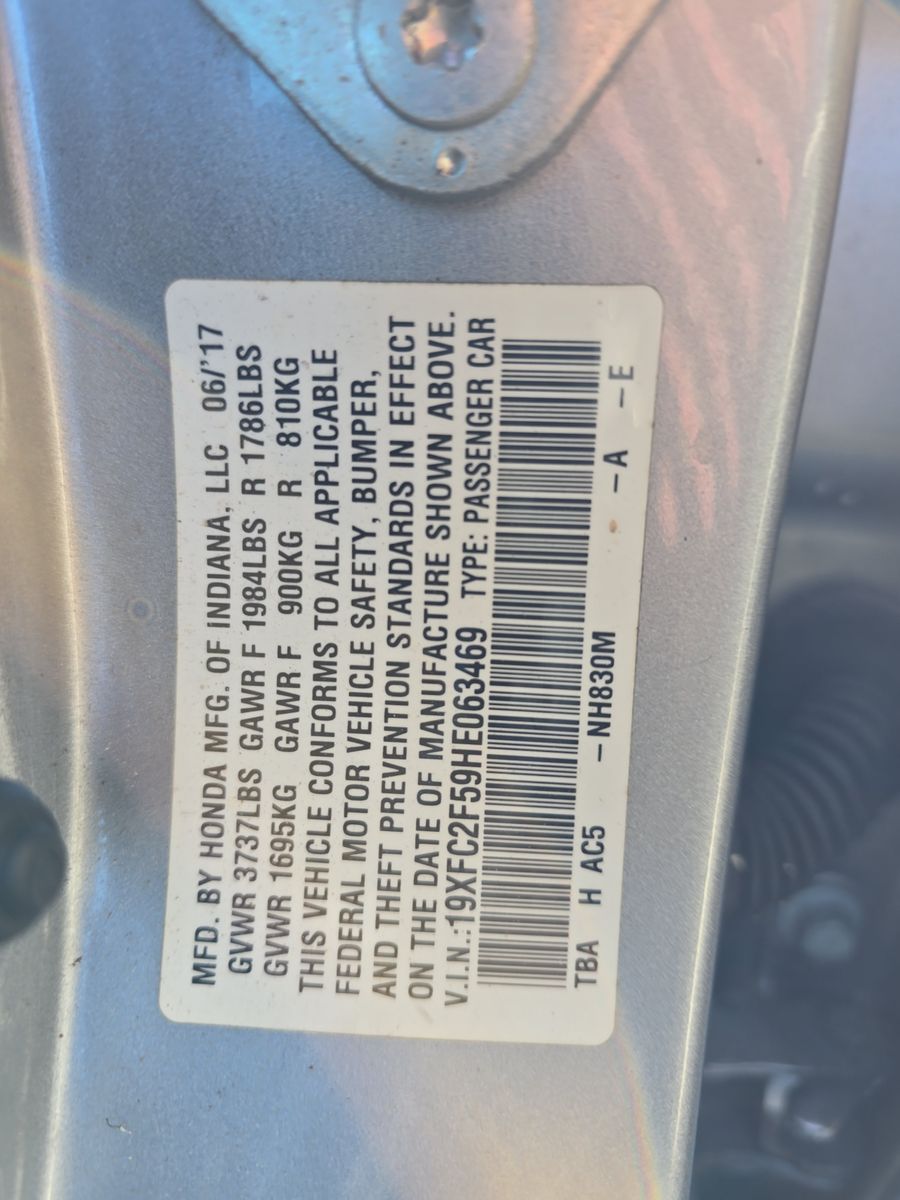 MFD. BY HONDA MFG. OF INDIANA, LLC 06/'17
GVWR 3737LBS GAWR F 1984LBS R 1786LBS
GVWR 1695KG GAWR F 900KG R 810KG
THIS VEHICLE CONFORMS TO ALL APPLICABLE
FEDERAL MOTOR VEHICLE SAFETY, BUMPER,
AND THEFT PREVENTION STANDARDS IN EFFECT
ON THE DATE OF MANUFACTURE SHOWN ABOVE.
V.I.N.:19XFC2F59HE063469 TYPE: PASSENGER CAR
TBA H AC5 –NH830M –A –E